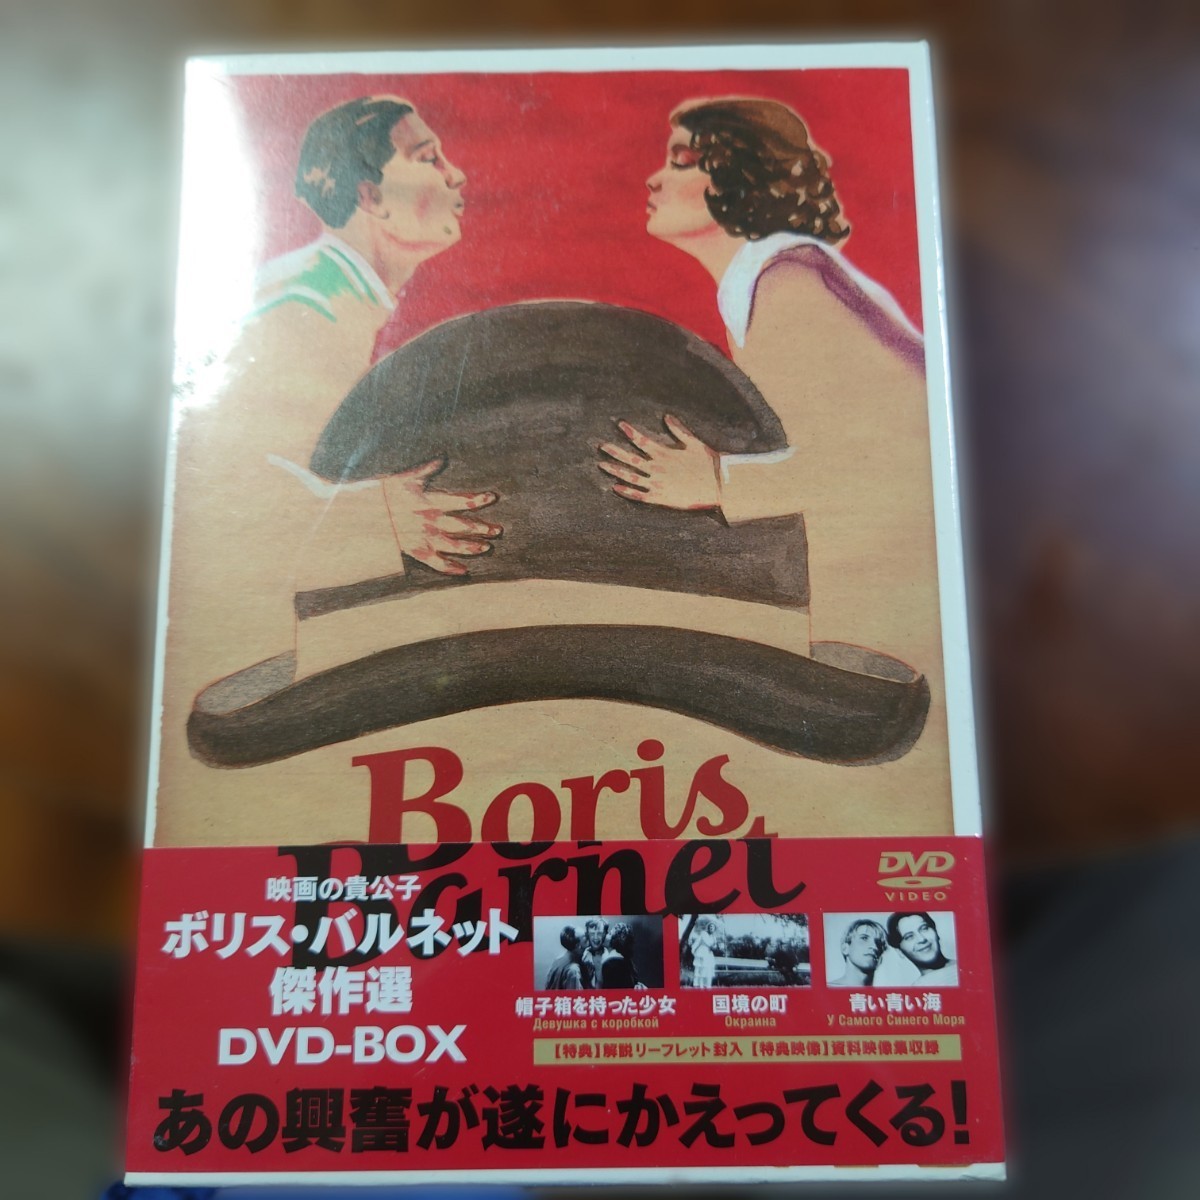 Boris
Barnet
映画の貴公子
ボリス・バルネット
傑作選
DVD-BOX
DVD
VIDEO
帽子箱を持った少女
Девушка с коробкой
国境の町
Окраина
青い青い海
У Самого Синего Моря
【特典】解説リーフレット封入 【特典映像】資料映像集収録
あの興奮が遂にかえってくる!